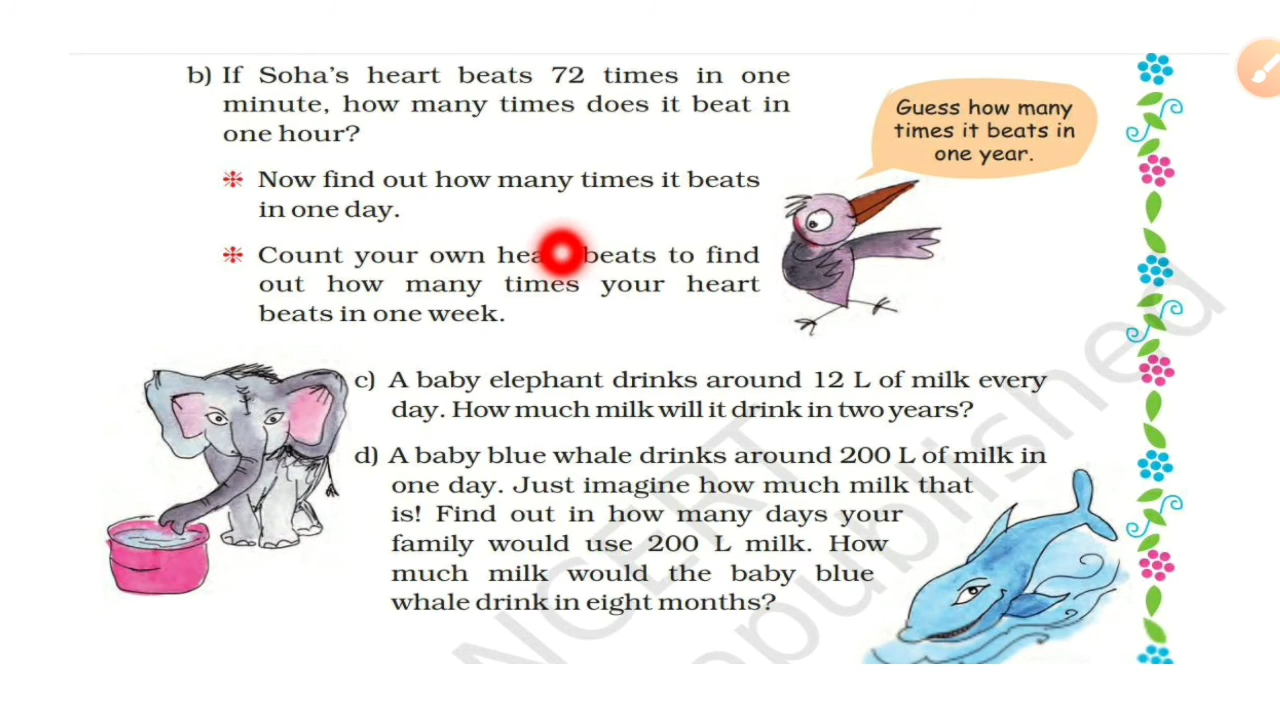 b) If Soha's heart beats 72 times in one
minute, how many times does it beat in
one hour?
Guess how many
times it beats in
one year.
Now find out how many times it beats
in one day.
Count your own beats to find
out how many times your heart
beats in one week.
c) A baby elephant drinks around 12 L of milk every
day. How much milk will it drink in two years?
d) A baby blue whale drinks around 200 L of milk in
one day. Just imagine how much milk that
is! Find out in how many days your
family would use 200 L milk. How
much milk would the baby blue
whale drink in eight months?
NCERT
published